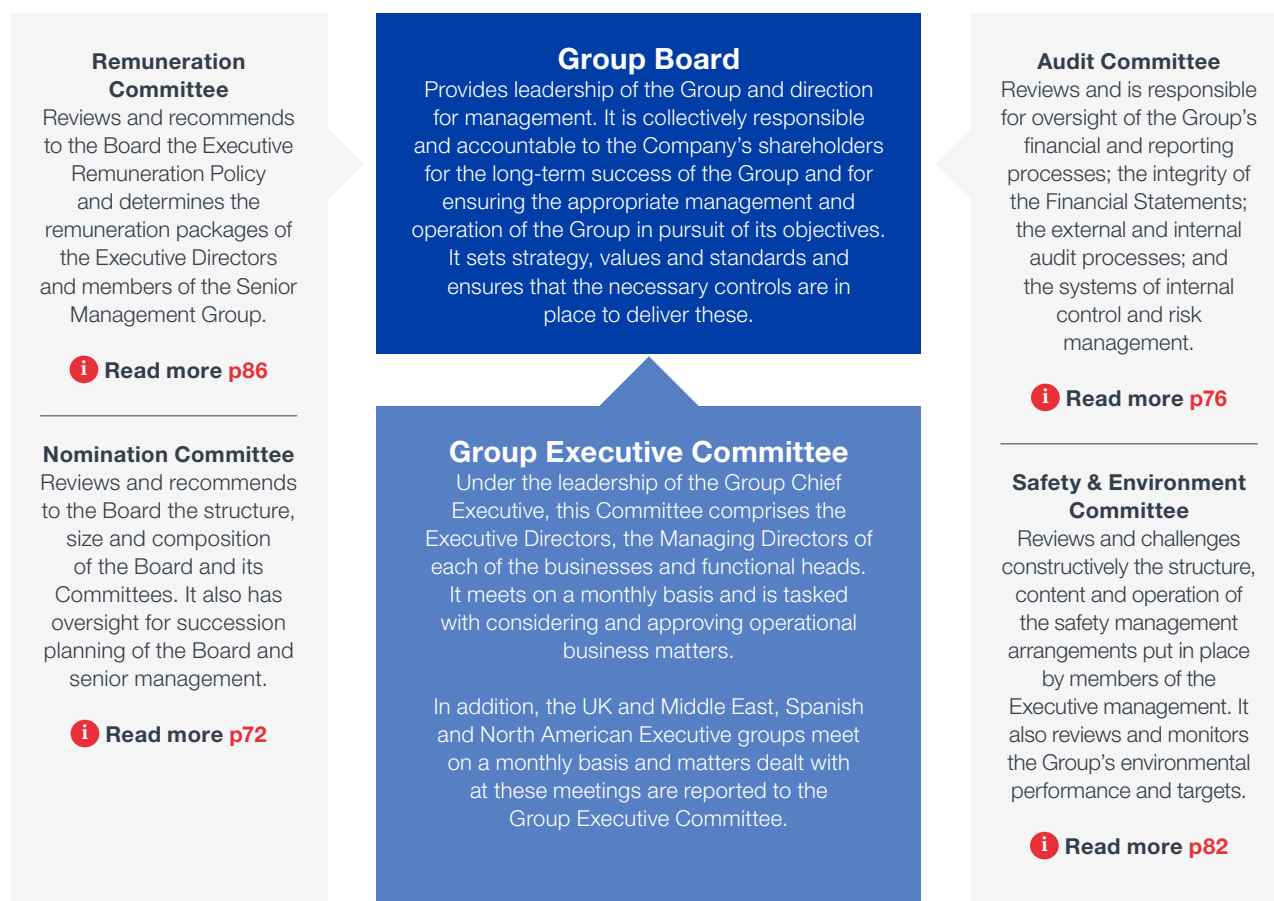 Remuneration
Committee
Reviews and recommends
to the Board the Executive
Remuneration Policy
and determines the
remuneration packages of
the Executive Directors
and members of the Senior
Management Group.
i Read more p86
Nomination Committee
Reviews and recommends
to the Board the structure,
size and composition
of the Board and its
Committees. It also has
oversight for succession
planning of the Board and
senior management.
i Read more p72
Group Board
Provides leadership of the Group and direction
for management. It is collectively responsible
and accountable to the Company’s shareholders
for the long-term success of the Group and for
ensuring the appropriate management and
operation of the Group in pursuit of its objectives.
It sets strategy, values and standards and
ensures that the necessary controls are in
place to deliver these.
Group Executive Committee
Under the leadership of the Group Chief
Executive, this Committee comprises the
Executive Directors, the Managing Directors of
each of the businesses and functional heads.
It meets on a monthly basis and is tasked
with considering and approving operational
business matters.
In addition, the UK and Middle East, Spanish
and North American Executive groups meet
on a monthly basis and matters dealt with
at these meetings are reported to the
Group Executive Committee.
Audit Committee
Reviews and is responsible
for oversight of the Group’s
financial and reporting
processes; the integrity of
the Financial Statements;
the external and internal
audit processes; and
the systems of internal
control and risk
management.
i Read more p76
Safety & Environment
Committee
Reviews and challenges
constructively the structure,
content and operation of
the safety management
arrangements put in place
by members of the
Executive management. It
also reviews and monitors
the Group’s environmental
performance and targets.
i Read more p82